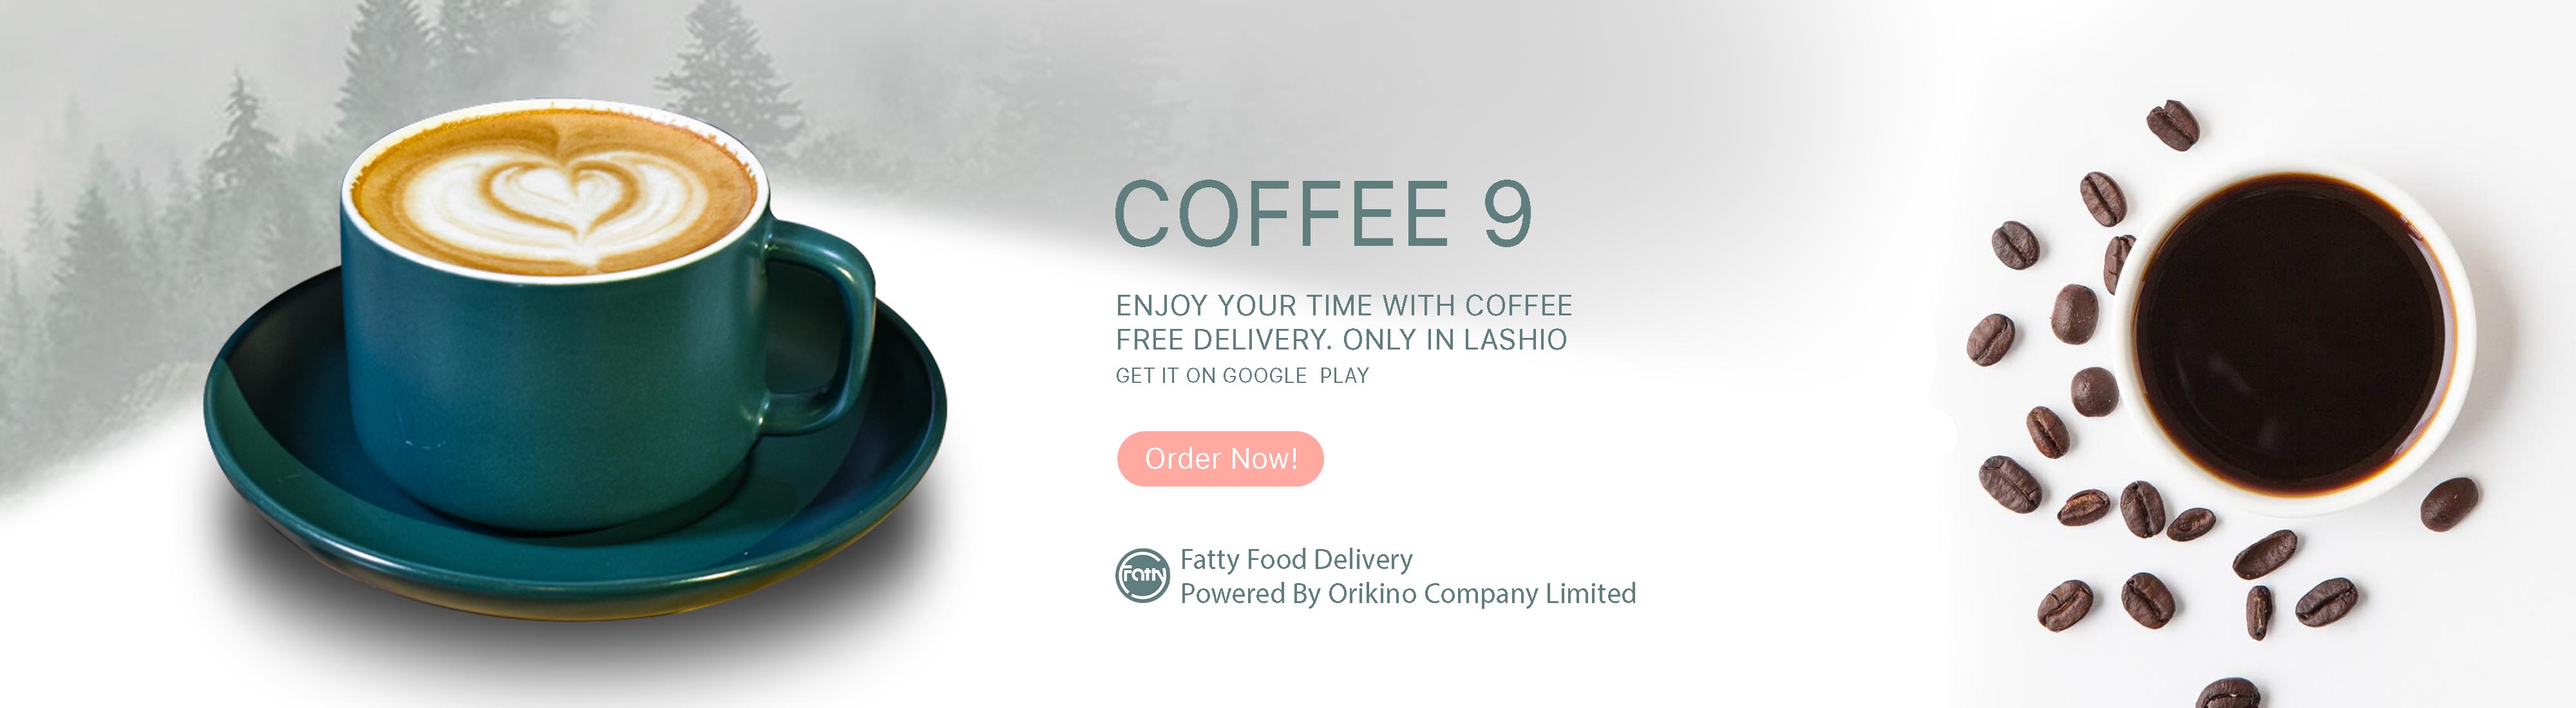 COFFEE 9
ENJOY YOUR TIME WITH COFFEE
FREE DELIVERY. ONLY IN LASHIO
GET IT ON GOOGLE PLAY
Order Now!
Fatty
Fatty Food Delivery
Powered By Orikino Company Limited